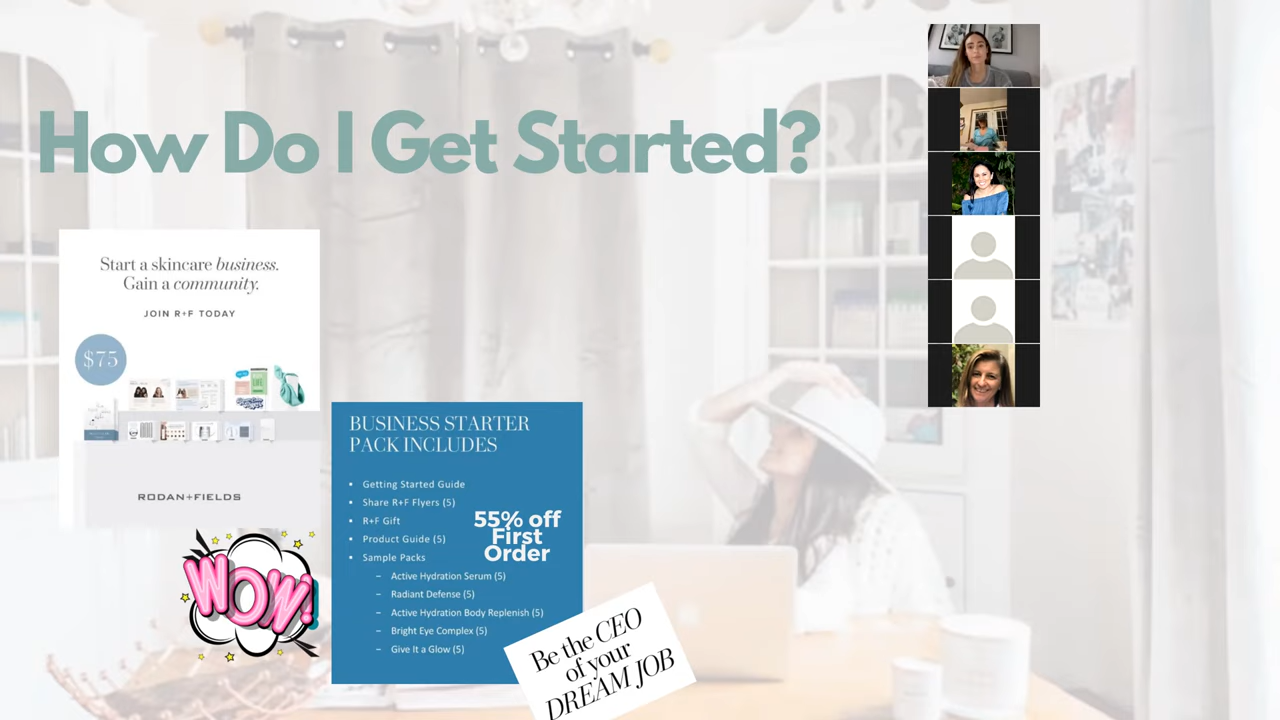 How Do I Get Started?
Start a skincare business.
Gain a community.
JOIN R+F TODAY
$75
RODAN+FIELDS
WOW!
BUSINESS STARTER
PACK INCLUDES
• Getting Started Guide
• Share R+F Flyers (5)
• R+F Gift
• Product Guide (5)
• Sample Packs
– Active Hydration Serum (5)
– Radiant Defense (5)
– Active Hydration Body Replenish (5)
– Bright Eye Complex (5)
– Give It a Glow (5)
55% off
First
Order
Be the CEO
of your
DREAM JOB